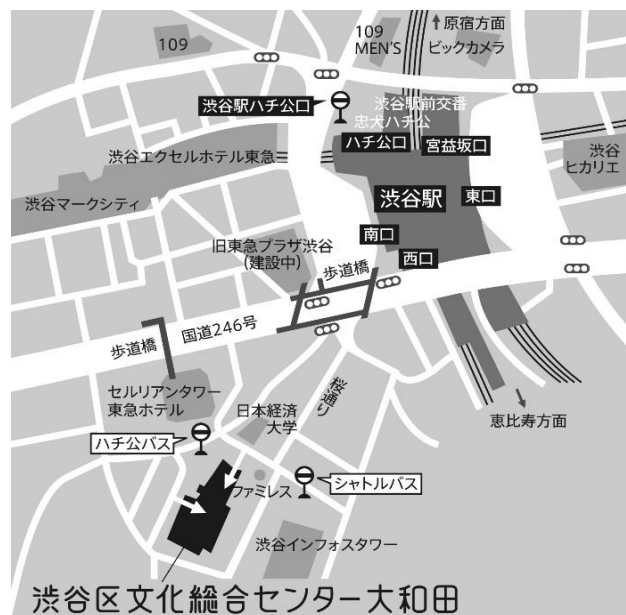 ↑原宿方面
109
109
MEN'S
ビックカメラ
渋谷駅ハチ公口
渋谷駅前交番
忠犬ハチ公
ハチ公口
宮益坂口
渋谷エクセルホテル東急
渋谷
ヒカリエ
渋谷マークシティ
渋谷駅
東口
南口
西口
旧東急プラザ渋谷
(建設中)
歩道橋
国道246号
歩道橋
セルリアンタワー
東急ホテル
桜通り
日本経済
大学
恵比寿方面
ハチ公バス
ファミレス
シャトルバス
渋谷インフォスタワー
渋谷区文化総合センター大和田